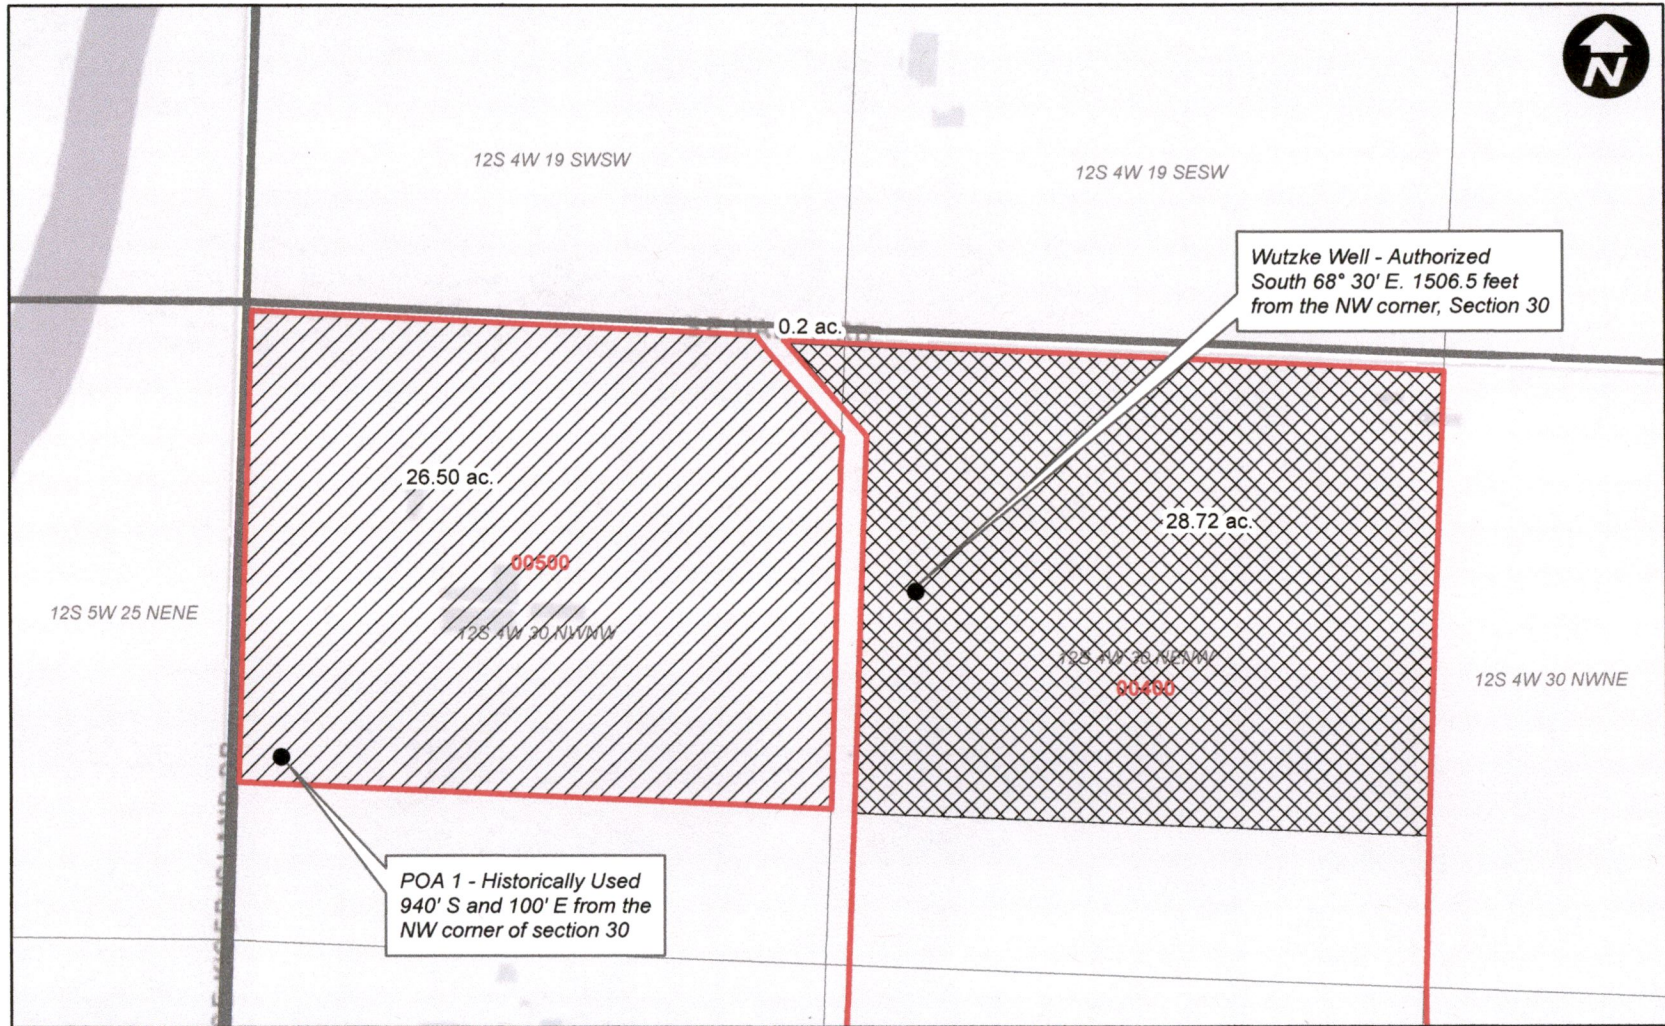 N
12S 4W 19 SWSW
12S 4W 19 SESW
Wutzke Well - Authorized
South 68° 30' E. 1506.5 feet
from the NW corner, Section 30
0.2 ac.
26.50 ac.
28.72 ac.
00500
12S 5W 25 NENE
12S 4W 30 NWNW
12S 4W 30 NENW
00400
12S 4W 30 NWNE
POA 1 - Historically Used
940' S and 100' E from the
NW corner of section 30